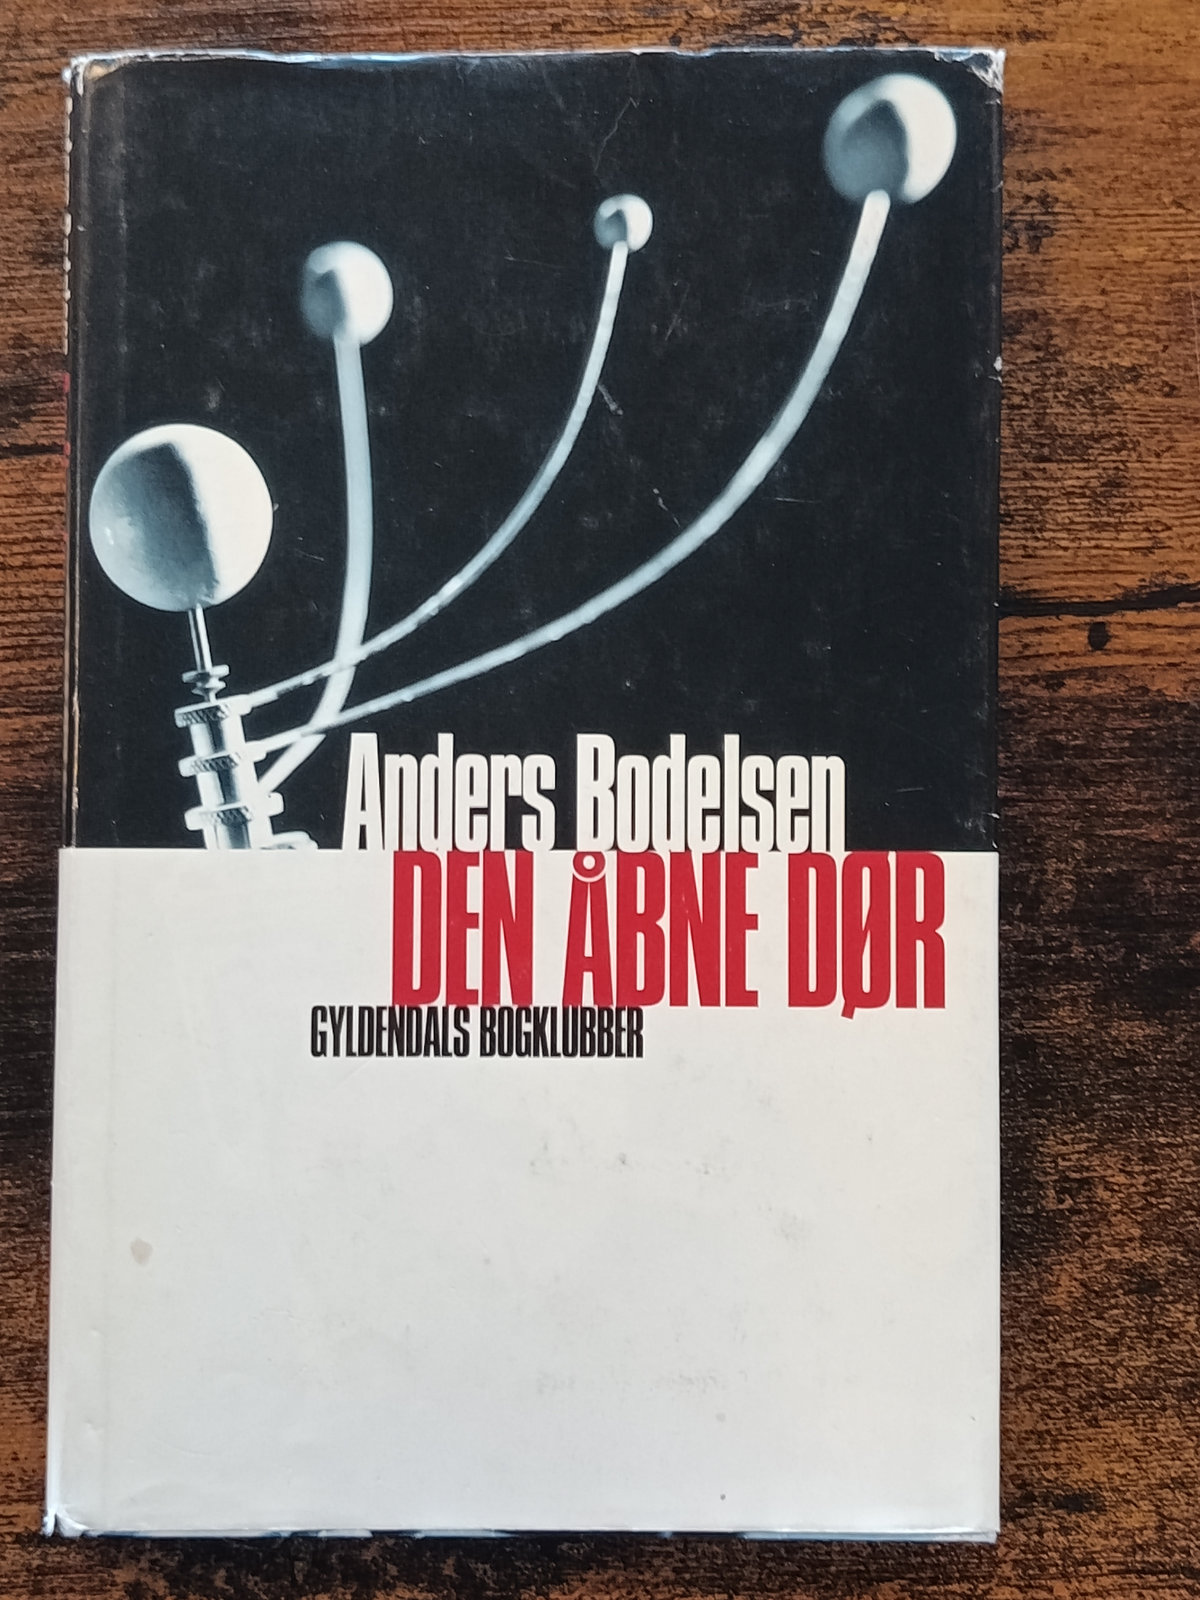 Anders Bodelsen
DEN ÅBNE DØR
GYLDENDALS BOGKLUBBER